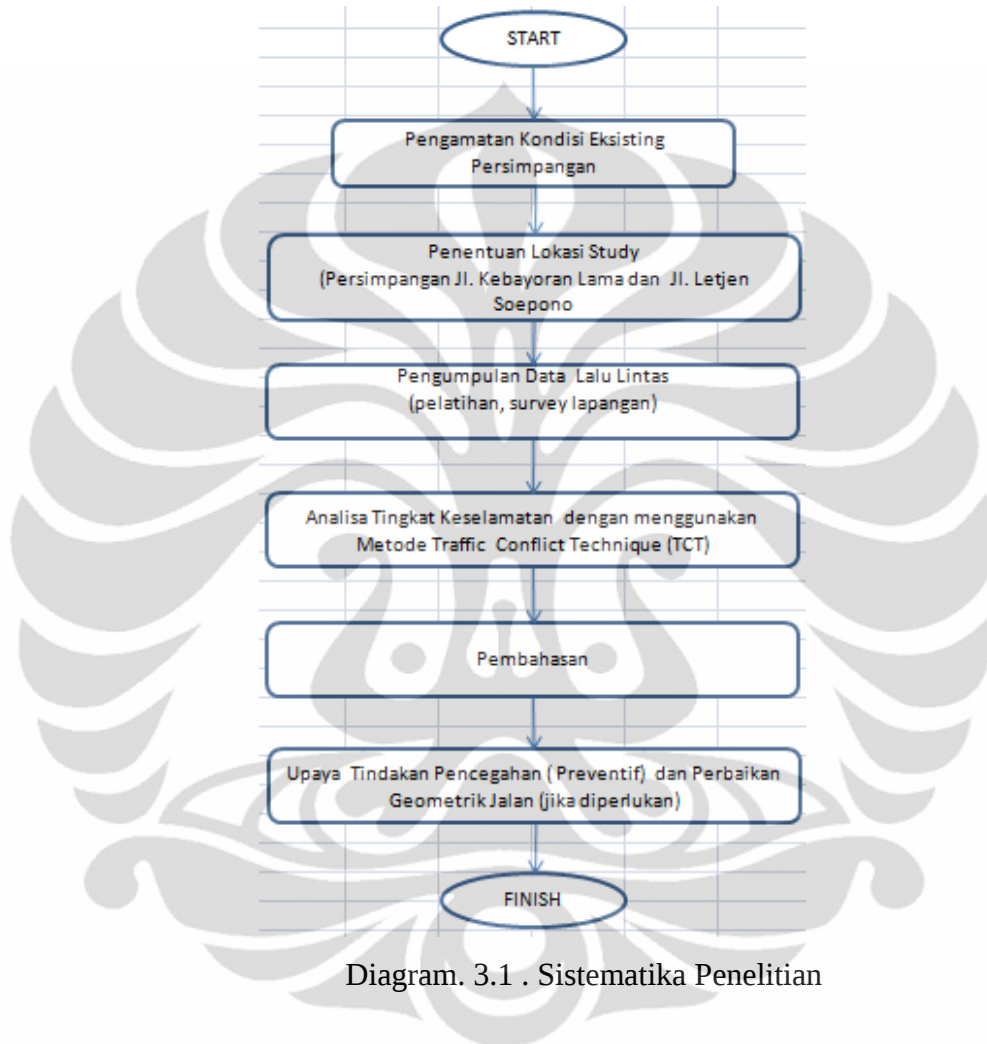 START
Pengamatan Kondisi Eksisting
Persimpangan
Penentuan Lokasi Study
(Persimpangan Jl. Kebayoran Lama dan Jl. Letjen
Soepono
Pengumpulan Data Lalu Lintas
(pelatihan, survey lapangan)
Analisa Tingkat Keselamatan dengan menggunakan
Metode Traffic Conflict Technique (TCT)
Pembahasan
Upaya Tindakan Pencegahan ( Preventif) dan Perbaikan
Geometrik Jalan (jika diperlukan)
FINISH
Diagram. 3.1 . Sistematika Penelitian